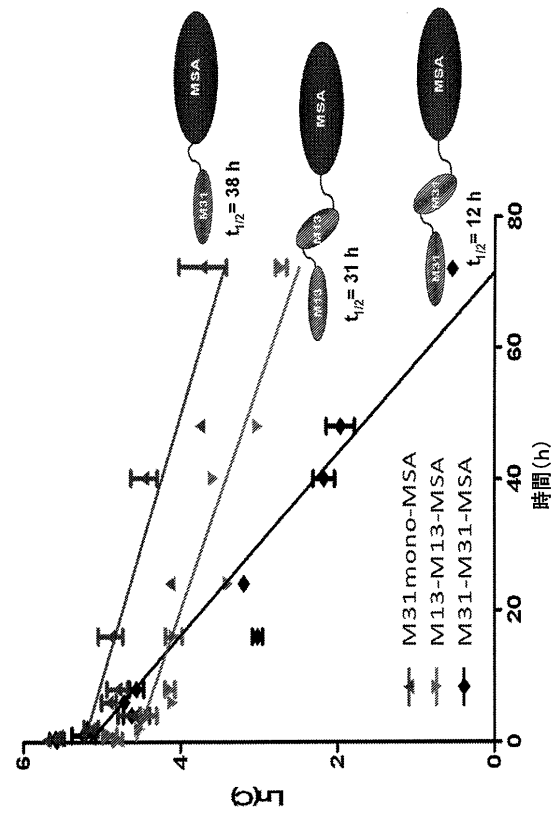 6
4
2
0
Ln(C)
0
20
40
60
80
時間(h)
M31mono-MSA
M13-M13-MSA
M31-M31-MSA
M31
MSA
t1/2= 38 h
M13
M13
MSA
t1/2= 31 h
M31
M31
MSA
t1/2= 12 h